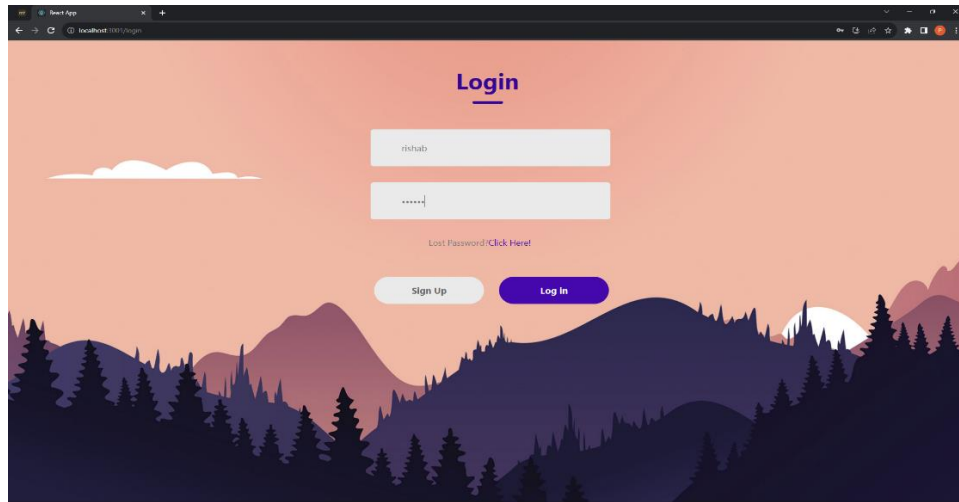 React App
localhost:3001/login
Login
rishab
••••••
Lost Password?Click Here!
Sign Up
Log in